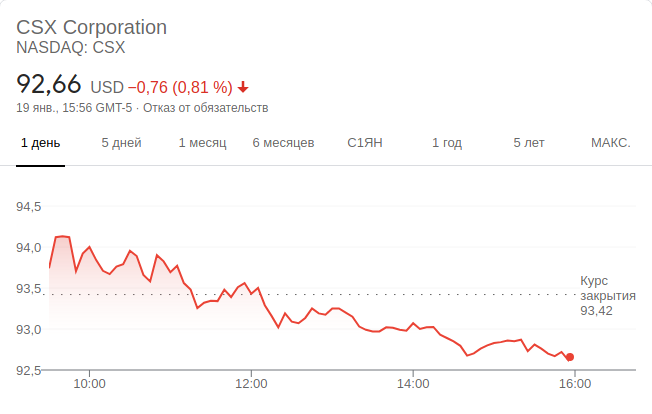 CSX Corporation
NASDAQ: CSX
92,66 USD −0,76 (0,81 %)
19 янв., 15:56 GMT-5 · Отказ от обязательств
1 день 5 дней 1 месяц 6 месяцев С1ЯН 1 год 5 лет МАКС.
94,5
94,0
93,5
93,0
92,5
Курс
закрытия
93,42
10:00 12:00 14:00 16:00